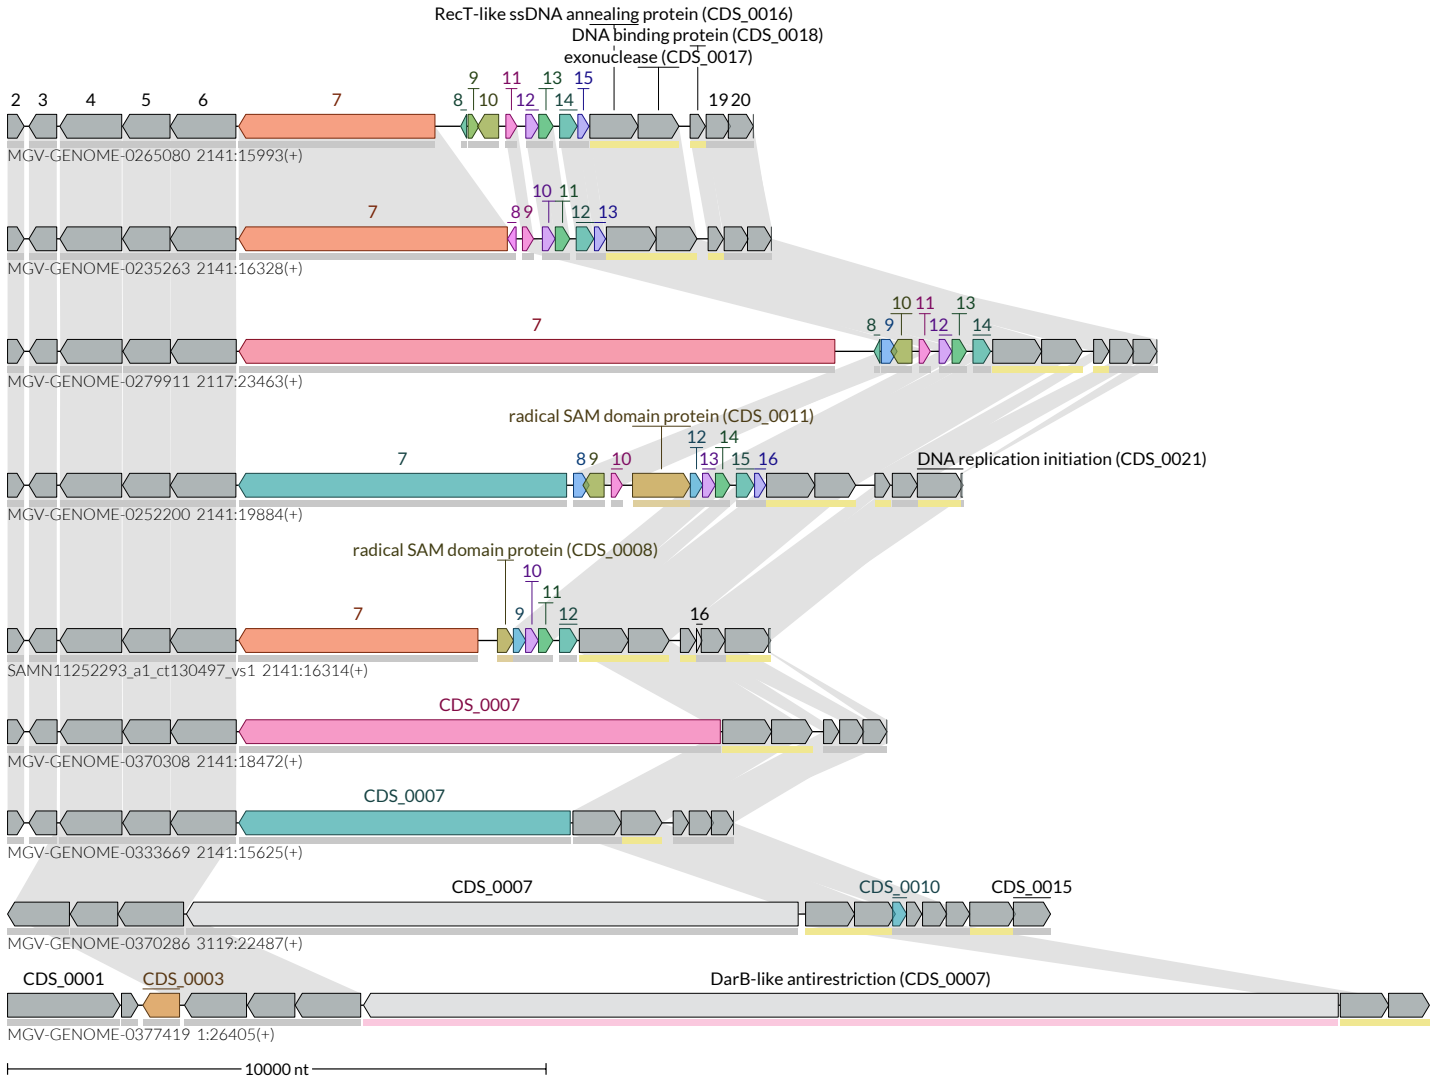 RecT-like ssDNA annealing protein (CDS_0016)
DNA binding protein (CDS_0018)
exonuclease (CDS_0017)
9 11 13 15
2 3 4 5 6 7 8 10 12 14 19 20
MGV-GENOME-0265080 2141:15993(+)
10 11
7 8 9 12 13
MGV-GENOME-0235263 2141:16328(+)
10 11 13
7 8 9 12 14
MGV-GENOME-0279911 2117:23463(+)
radical SAM domain protein (CDS_0011)
12 14
7 8 9 10 13 15 16 DNA replication initiation (CDS_0021)
MGV-GENOME-0252200 2141:19884(+)
radical SAM domain protein (CDS_0008)
10
11
7 9 12 16
SAMN11252293_a1_ct130497_vs1 2141:16314(+)
CDS_0007
MGV-GENOME-0370308 2141:18472(+)
CDS_0007
MGV-GENOME-0333669 2141:15625(+)
CDS_0007 CDS_0010 CDS_0015
MGV-GENOME-0370286 3119:22487(+)
CDS_0001 CDS_0003 DarB-like antirestriction (CDS_0007)
MGV-GENOME-0377419 1:26405(+)
10000 nt